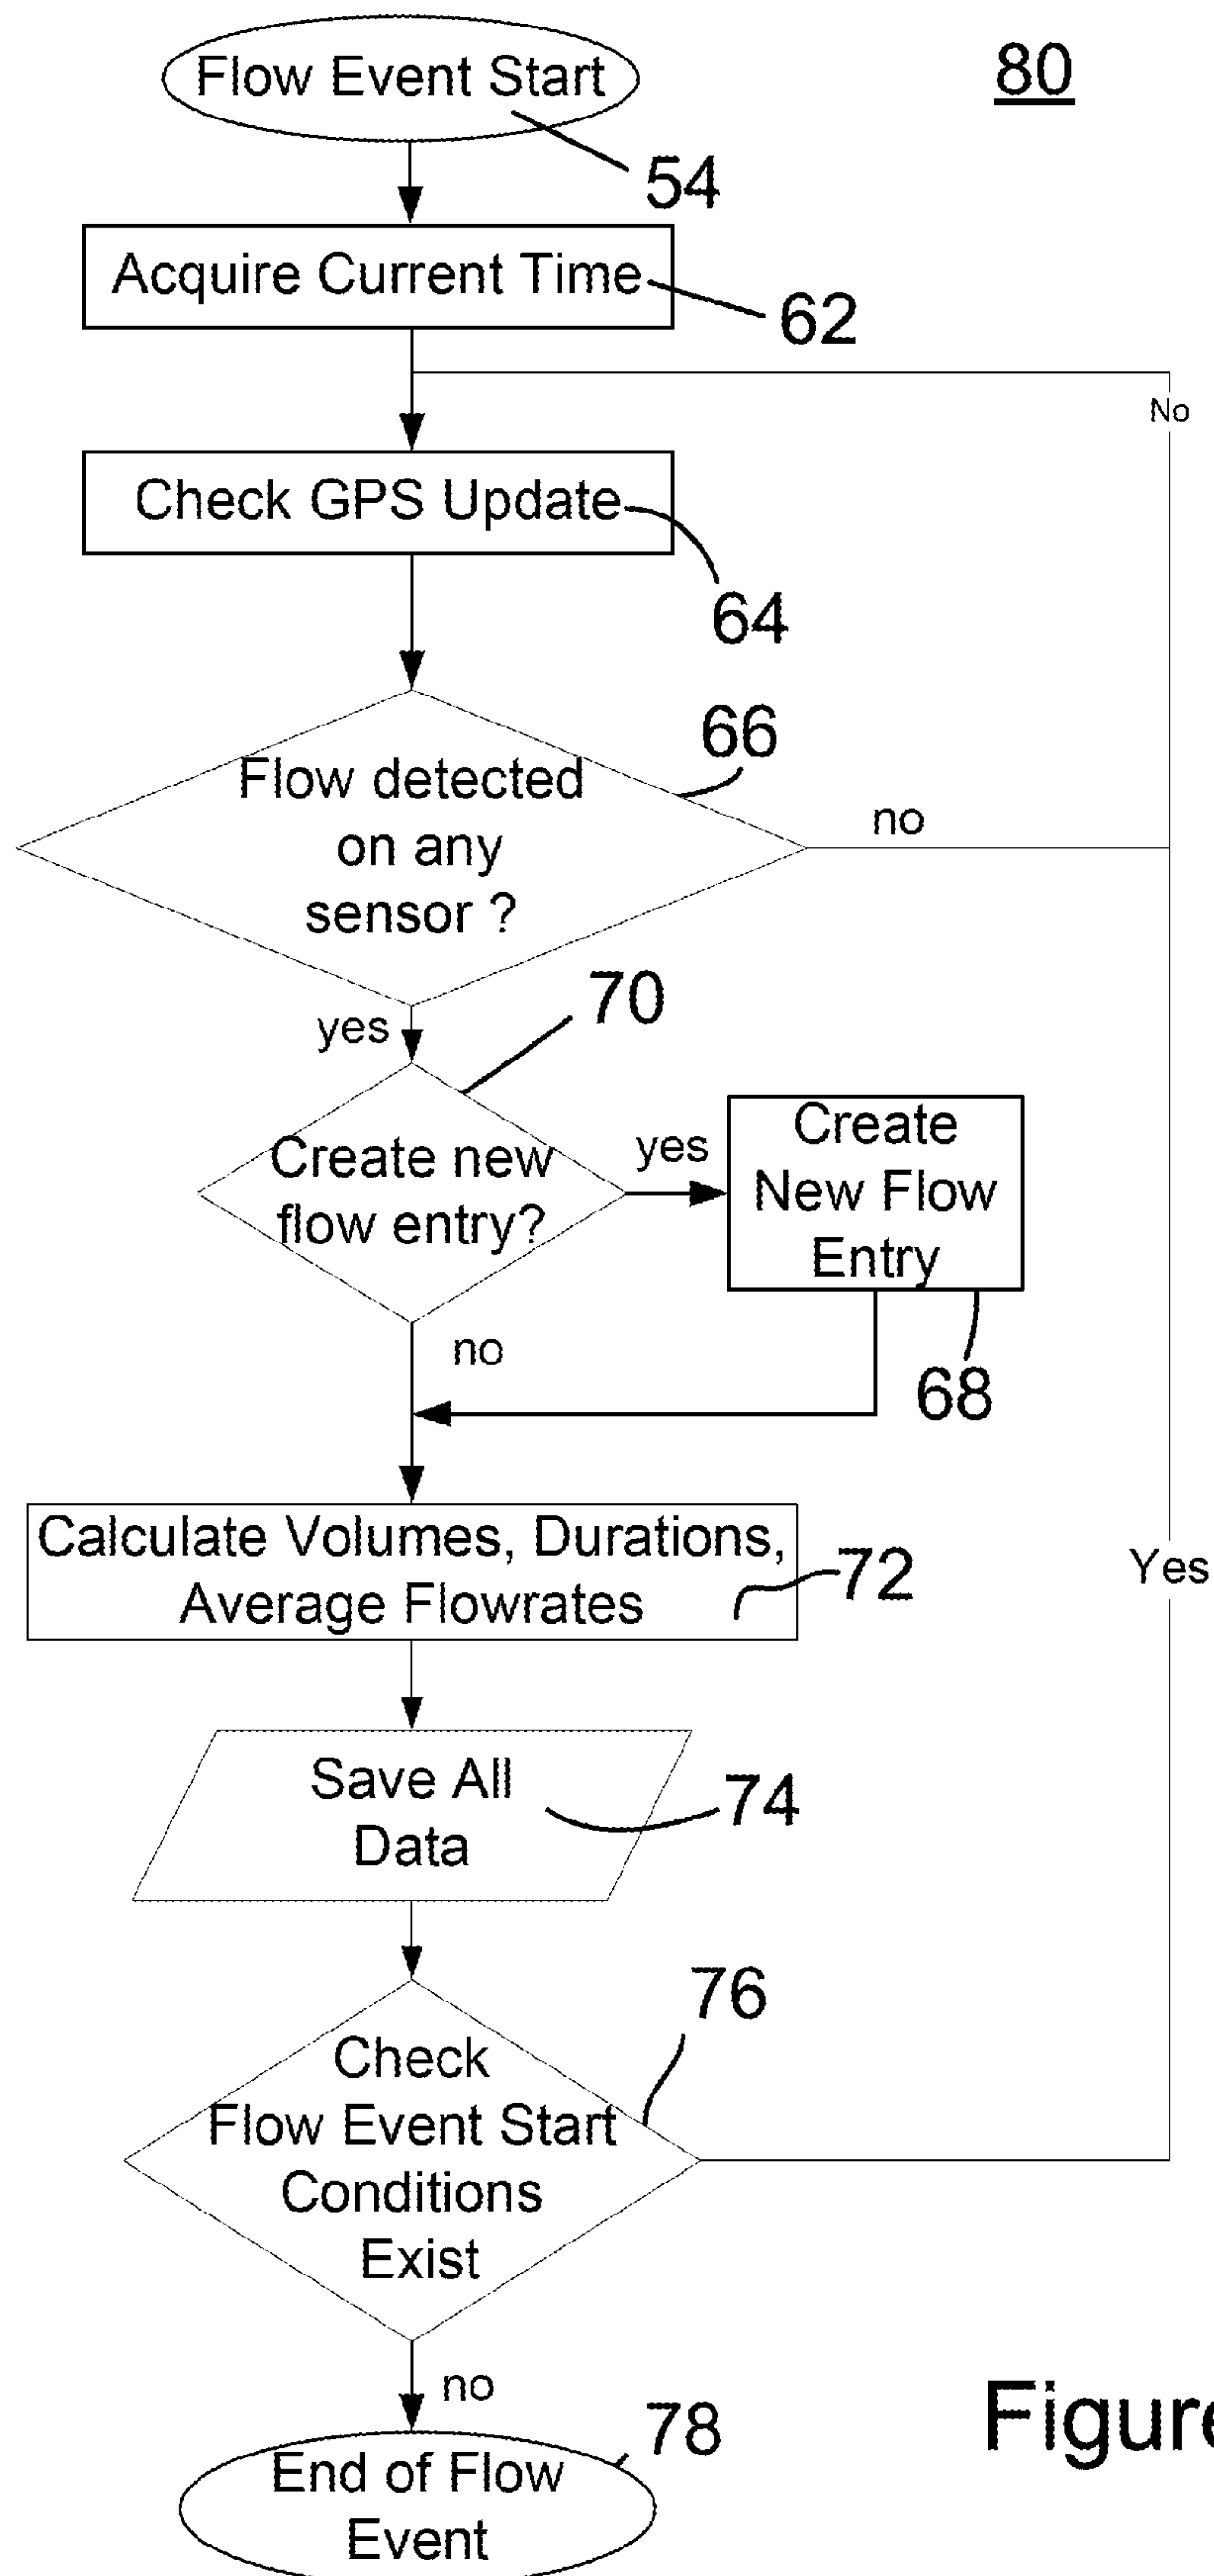 Flow Event Start
80
54
Acquire Current Time
62
No
Check GPS Update
64
66
Flow detected
on any
sensor ?
no
yes
70
Create new
flow entry?
yes
Create
New Flow
Entry
no
68
Calculate Volumes, Durations,
Average Flowrates
72
Yes
Save All
Data
74
76
Check
Flow Event Start
Conditions
Exist
no
78
End of Flow
Event
Figure